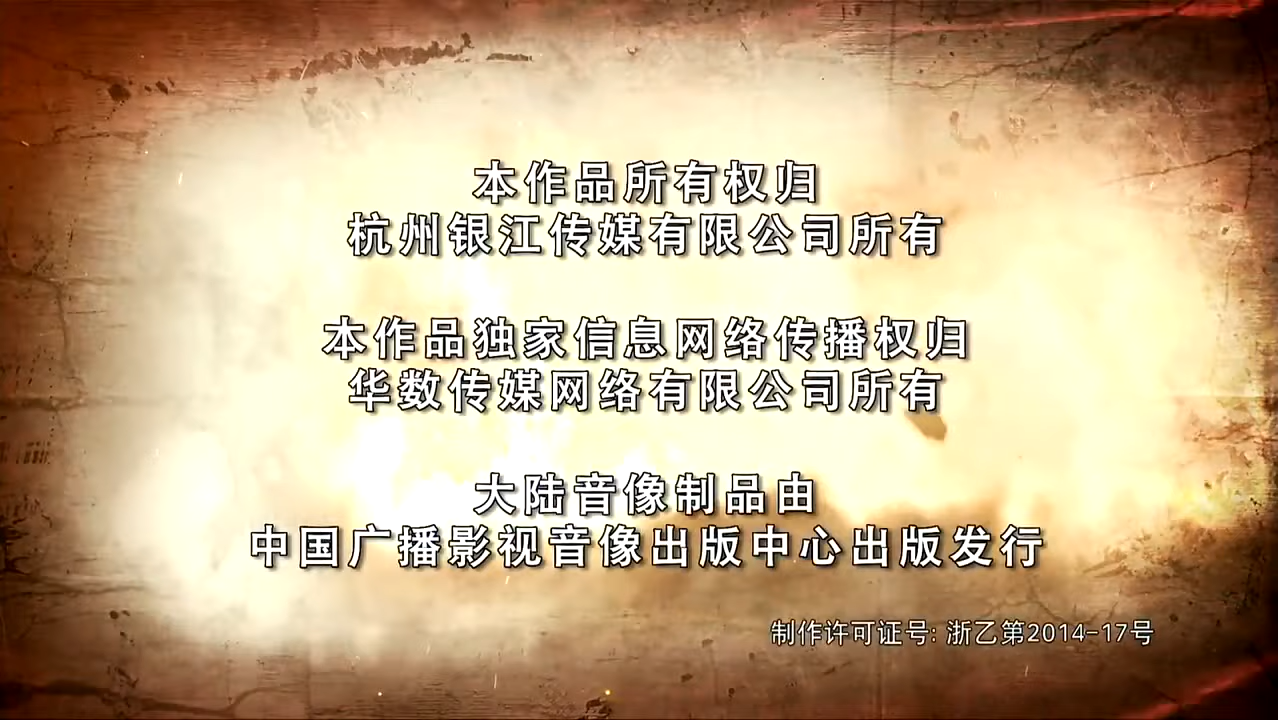 本作品所有权归
杭州银江传媒有限公司所有
本作品独家信息网络传播权归
华数传媒网络有限公司所有
大陆音像制品由
中国广播影视音像出版中心出版发行
制作许可证号: 浙乙第2014-17号